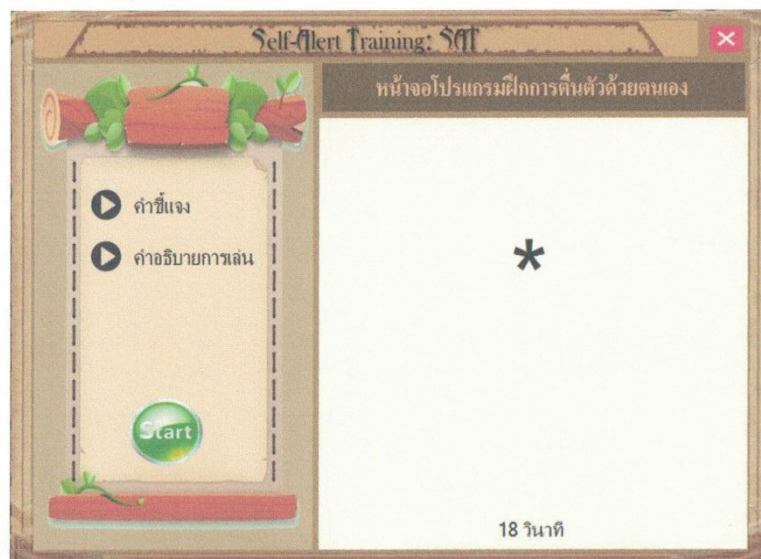 Self-Alert Training: SAT
หน้าจอโปรแกรมฝึกการตื่นตัวด้วยตนเอง
คำชี้แจง
คำอธิบายการเล่น
*
Start
18 วินาที